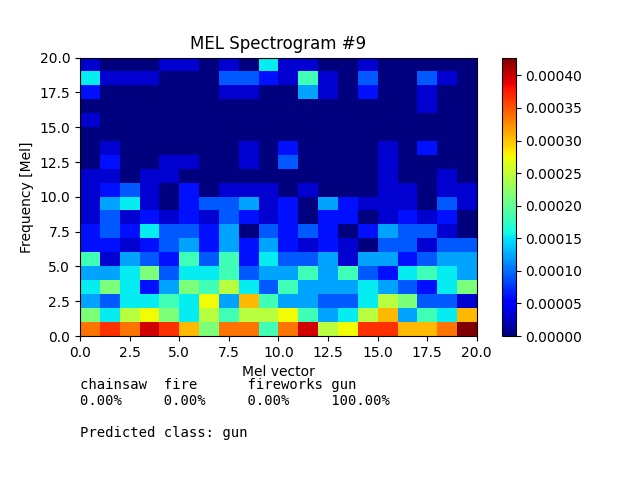 MEL Spectrogram #9
20.0
17.5
15.0
12.5
10.0
7.5
5.0
2.5
0.0
Frequency [Mel]
0.0 2.5 5.0 7.5 10.0 12.5 15.0 17.5 20.0
Mel vector
0.00040
0.00035
0.00030
0.00025
0.00020
0.00015
0.00010
0.00005
0.00000
chainsaw fire fireworks gun
0.00% 0.00% 0.00% 100.00%
Predicted class: gun